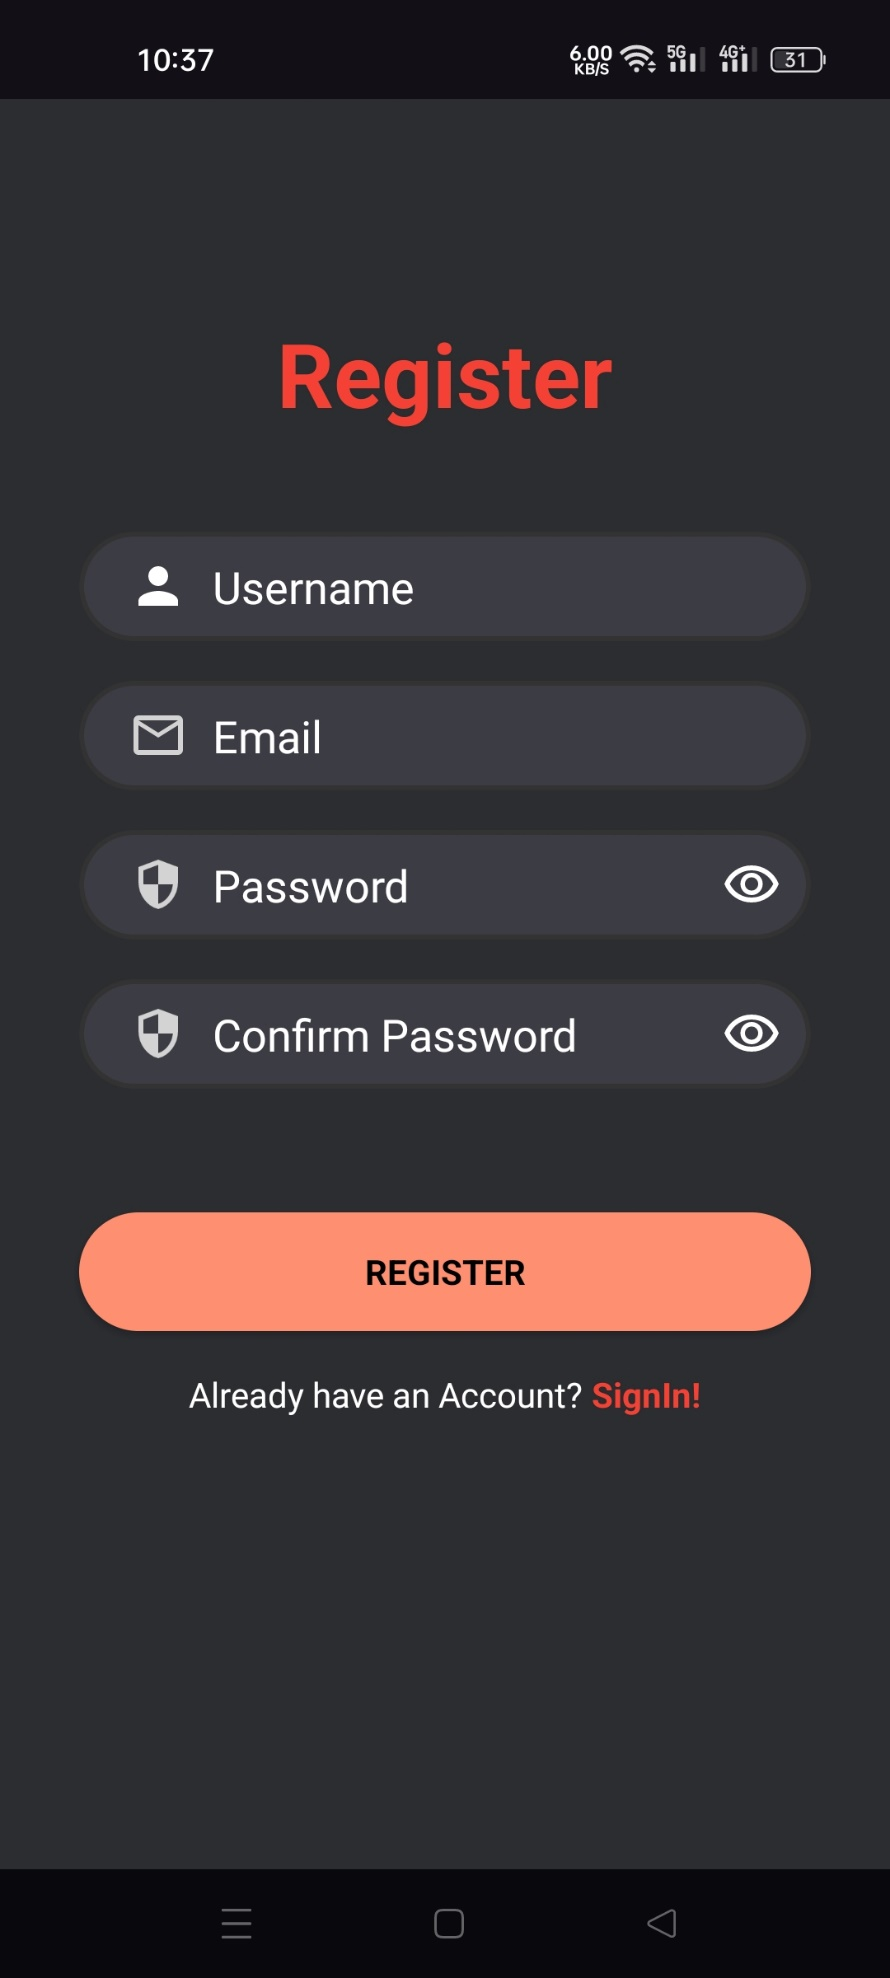 10:37
6.00
KB/S
5G
4G+
31
Register
Username
Email
Password
Confirm Password
REGISTER
Already have an Account? SignIn!